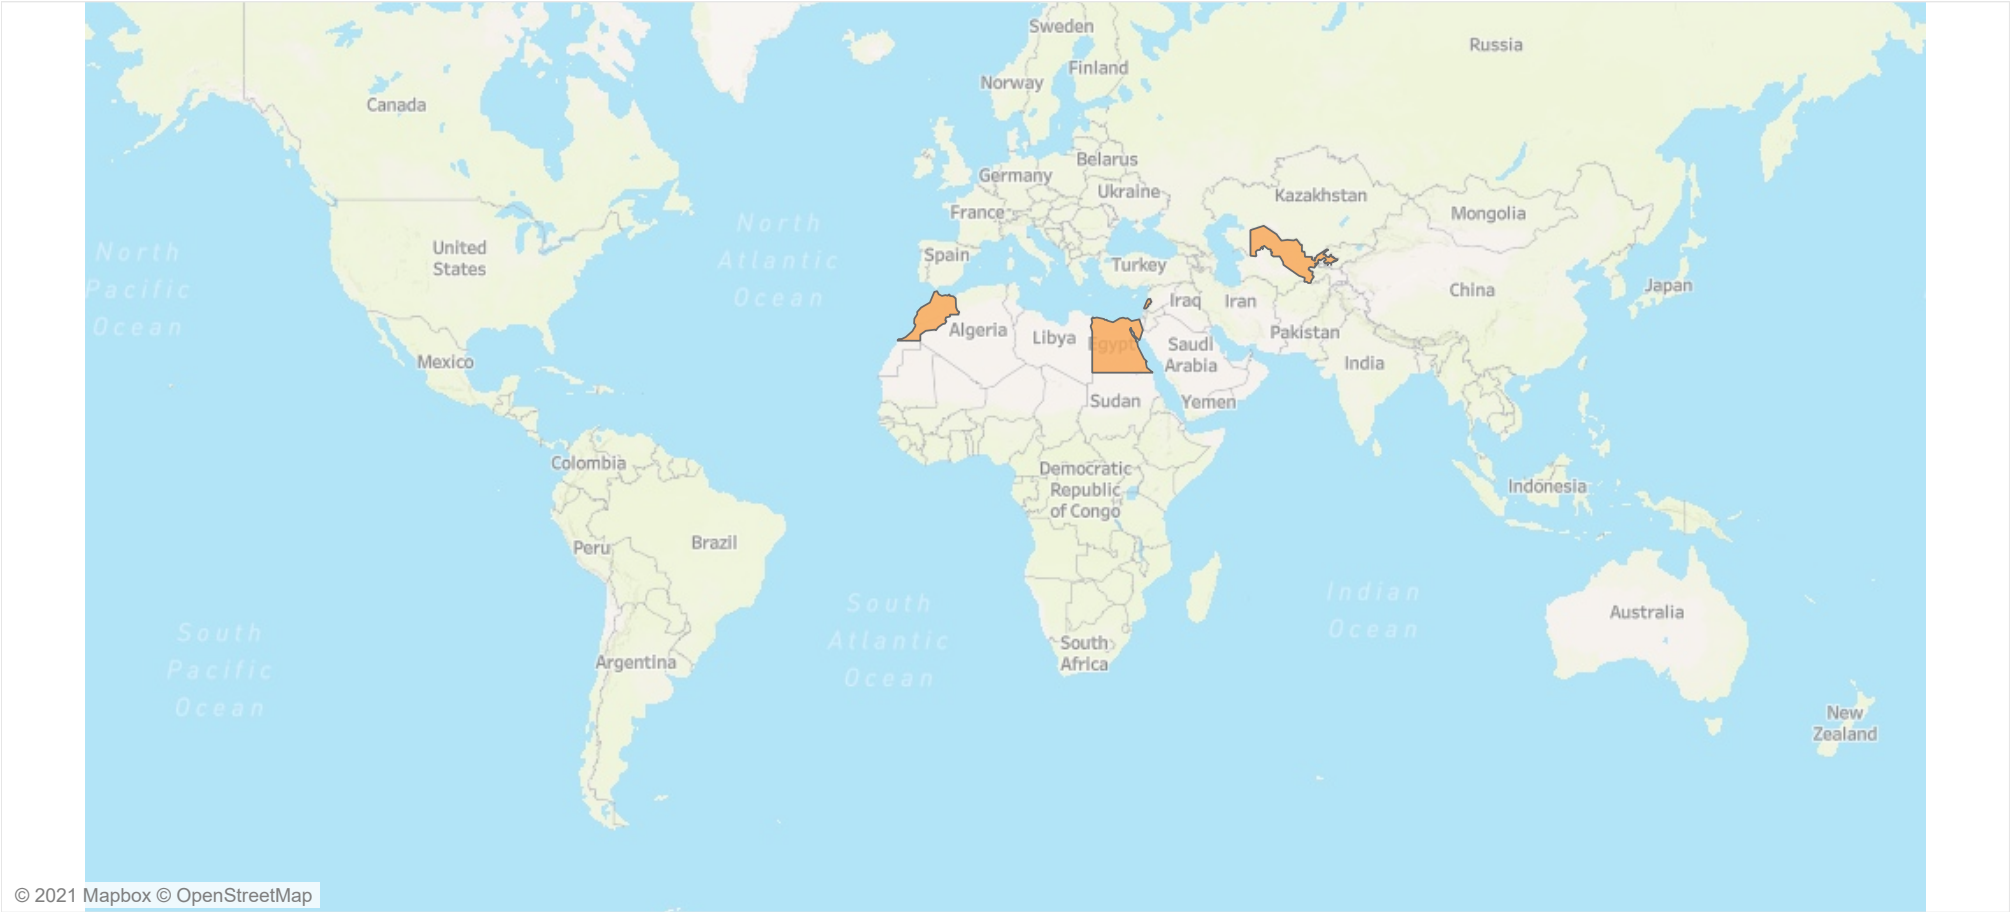 Sweden
Russia
Finland
Norway
Canada
Belarus
Germany
Ukraine
Kazakhstan
France
Mongolia
North
Atlantic
Ocean
North
Pacific
Ocean
United
States
Spain
Turkey
China
Japan
Iraq
Iran
Algeria
Libya
Egypt
Pakistan
Saudi
Arabia
India
Mexico
Sudan
Yemen
Colombia
Democratic
Republic
of Congo
Indonesia
Peru
Brazil
South
Atlantic
Ocean
Indian
Ocean
Australia
South
Pacific
Ocean
South
Africa
Argentina
New
Zealand
© 2021 Mapbox © OpenStreetMap